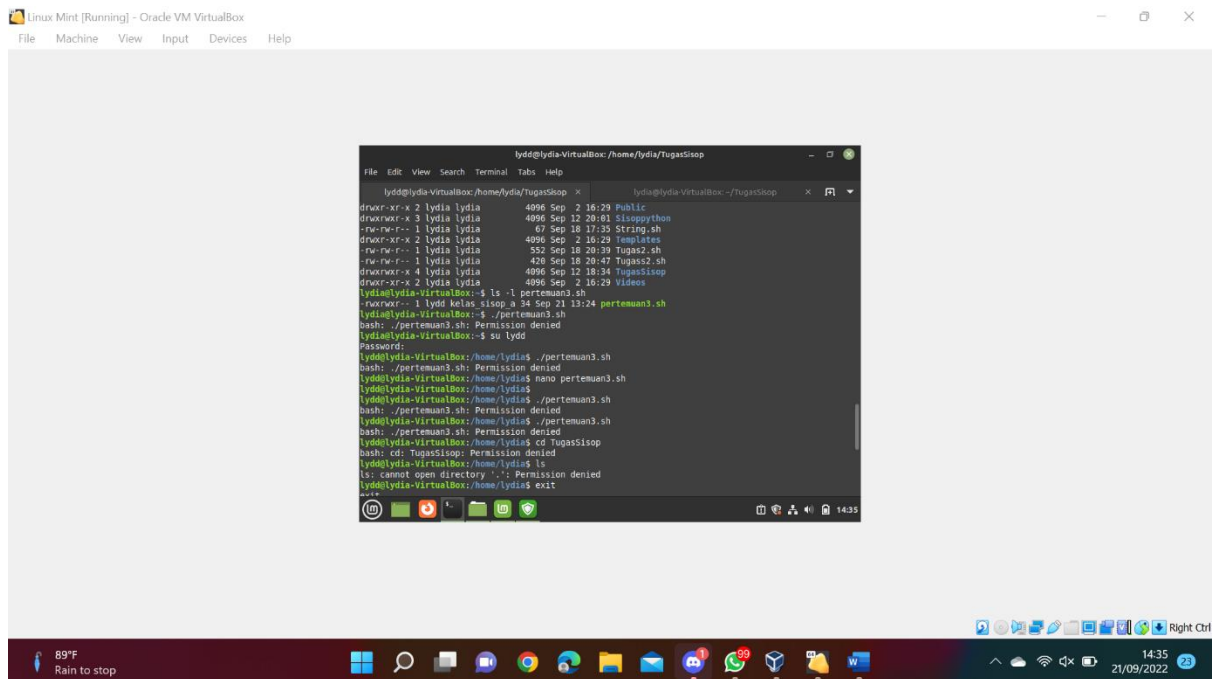 Linux Mint [Running] - Oracle VM VirtualBox
File Machine View Input Devices Help
lydd@lydia-VirtualBox: /home/lydia/TugasSisop
File Edit View Search Terminal Tabs Help
lydd@lydia-VirtualBox: /home/lydia/TugasSisop × lydia@lydia-VirtualBox: ~/TugasSisop ×
drwxr-xr-x 2 lydia lydia 4096 Sep 2 16:29 Public
drwxrwxr-x 3 lydia lydia 4096 Sep 12 20:01 Sisoppython
-rw-rw-r-- 1 lydia lydia 67 Sep 18 17:35 String.sh
drwxr-xr-x 2 lydia lydia 4096 Sep 2 16:29 Templates
-rw-rw-r-- 1 lydia lydia 552 Sep 18 20:39 Tugas2.sh
-rw-rw-r-- 1 lydia lydia 420 Sep 18 20:47 Tugass2.sh
drwxrwxr-x 4 lydia lydia 4096 Sep 12 18:34 TugasSisop
drwxr-xr-x 2 lydia lydia 4096 Sep 2 16:29 Videos
lydia@lydia-VirtualBox:~$ ls -l pertemuan3.sh
-rwxrwxr-- 1 lydd kelas_sisop_a 34 Sep 21 13:24 pertemuan3.sh
lydia@lydia-VirtualBox:~$ ./pertemuan3.sh
bash: ./pertemuan3.sh: Permission denied
lydia@lydia-VirtualBox:~$ su lydd
Password:
lydd@lydia-VirtualBox:/home/lydia$ ./pertemuan3.sh
bash: ./pertemuan3.sh: Permission denied
lydd@lydia-VirtualBox:/home/lydia$ nano pertemuan3.sh
lydd@lydia-VirtualBox:/home/lydia$
lydd@lydia-VirtualBox:/home/lydia$ ./pertemuan3.sh
bash: ./pertemuan3.sh: Permission denied
lydd@lydia-VirtualBox:/home/lydia$ ./pertemuan3.sh
bash: ./pertemuan3.sh: Permission denied
lydd@lydia-VirtualBox:/home/lydia$ cd TugasSisop
bash: cd: TugasSisop: Permission denied
lydd@lydia-VirtualBox:/home/lydia$ ls
ls: cannot open directory '.': Permission denied
lydd@lydia-VirtualBox:/home/lydia$ exit
exit
14:35
Right Ctrl
89°F
Rain to stop
1
99
14:35
21/09/2022
23